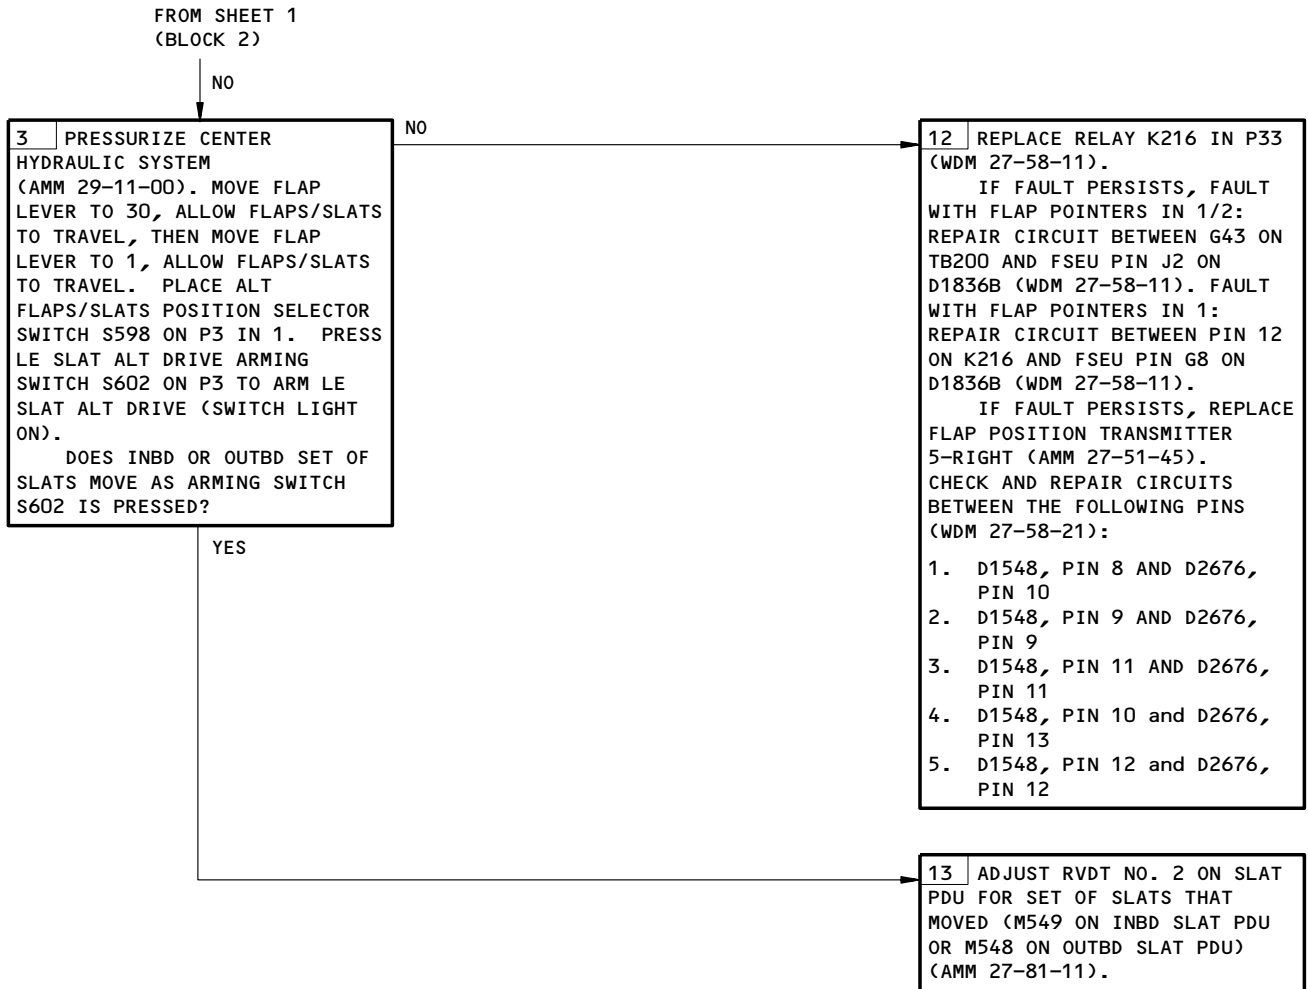 FROM SHEET 1
(BLOCK 2)
NO
3 PRESSURIZE CENTER
HYDRAULIC SYSTEM
(AMM 29-11-00). MOVE FLAP
LEVER TO 30, ALLOW FLAPS/SLATS
TO TRAVEL, THEN MOVE FLAP
LEVER TO 1, ALLOW FLAPS/SLATS
TO TRAVEL. PLACE ALT
FLAPS/SLATS POSITION SELECTOR
SWITCH S598 ON P3 IN 1. PRESS
LE SLAT ALT DRIVE ARMING
SWITCH S602 ON P3 TO ARM LE
SLAT ALT DRIVE (SWITCH LIGHT
ON).
DOES INBD OR OUTBD SET OF
SLATS MOVE AS ARMING SWITCH
S602 IS PRESSED?
NO
YES
12 REPLACE RELAY K216 IN P33
(WDM 27-58-11).
IF FAULT PERSISTS, FAULT
WITH FLAP POINTERS IN 1/2:
REPAIR CIRCUIT BETWEEN G43 ON
TB200 AND FSEU PIN J2 ON
D1836B (WDM 27-58-11). FAULT
WITH FLAP POINTERS IN 1:
REPAIR CIRCUIT BETWEEN PIN 12
ON K216 AND FSEU PIN G8 ON
D1836B (WDM 27-58-11).
IF FAULT PERSISTS, REPLACE
FLAP POSITION TRANSMITTER
5-RIGHT (AMM 27-51-45).
CHECK AND REPAIR CIRCUITS
BETWEEN THE FOLLOWING PINS
(WDM 27-58-21):
1. D1548, PIN 8 AND D2676,
PIN 10
2. D1548, PIN 9 AND D2676,
PIN 9
3. D1548, PIN 11 AND D2676,
PIN 11
4. D1548, PIN 10 and D2676,
PIN 13
5. D1548, PIN 12 and D2676,
PIN 12
13 ADJUST RVDT NO. 2 ON SLAT
PDU FOR SET OF SLATS THAT
MOVED (M549 ON INBD SLAT PDU
OR M548 ON OUTBD SLAT PDU)
(AMM 27-81-11).